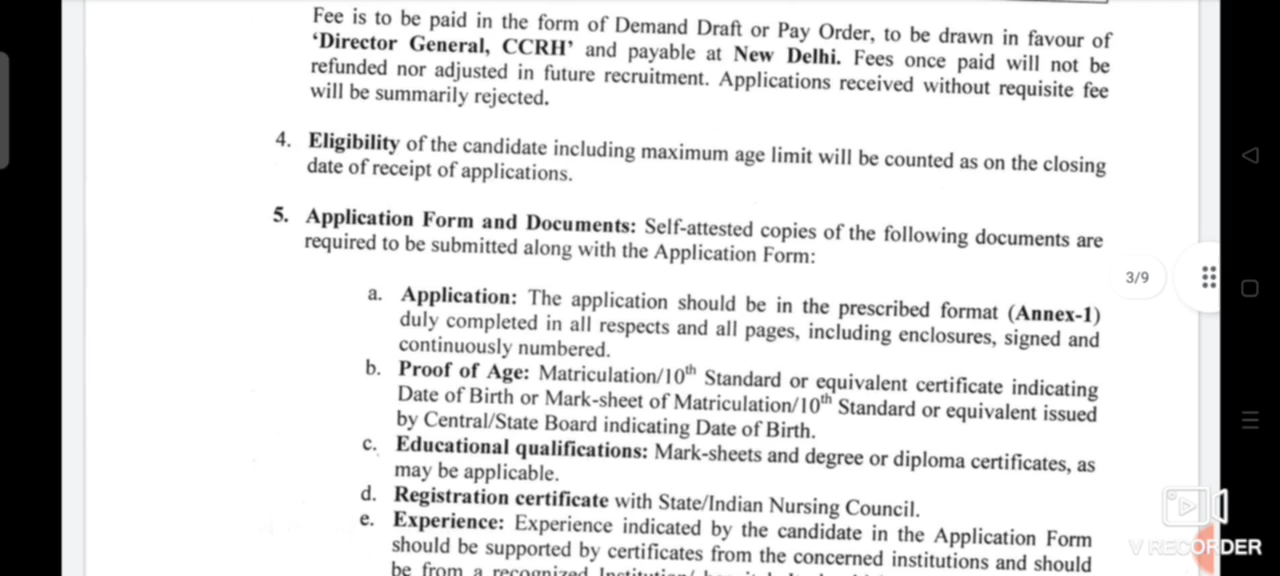 Fee is to be paid in the form of Demand Draft or Pay Order, to be drawn in favour of
‘Director General, CCRH’ and payable at New Delhi. Fees once paid will not be
refunded nor adjusted in future recruitment. Applications received without requisite fee
will be summarily rejected.
4. Eligibility of the candidate including maximum age limit will be counted as on the closing
date of receipt of applications.
5. Application Form and Documents: Self-attested copies of the following documents are
required to be submitted along with the Application Form:
3/9
a. Application: The application should be in the prescribed format (Annex-1)
duly completed in all respects and all pages, including enclosures, signed and
continuously numbered.
b. Proof of Age: Matriculation/10th Standard or equivalent certificate indicating
Date of Birth or Mark-sheet of Matriculation/10th Standard or equivalent issued
by Central/State Board indicating Date of Birth.
c. Educational qualifications: Mark-sheets and degree or diploma certificates, as
may be applicable.
d. Registration certificate with State/Indian Nursing Council.
e. Experience: Experience indicated by the candidate in the Application Form
should be supported by certificates from the concerned institutions and should
be from a recognized
V RECORDER